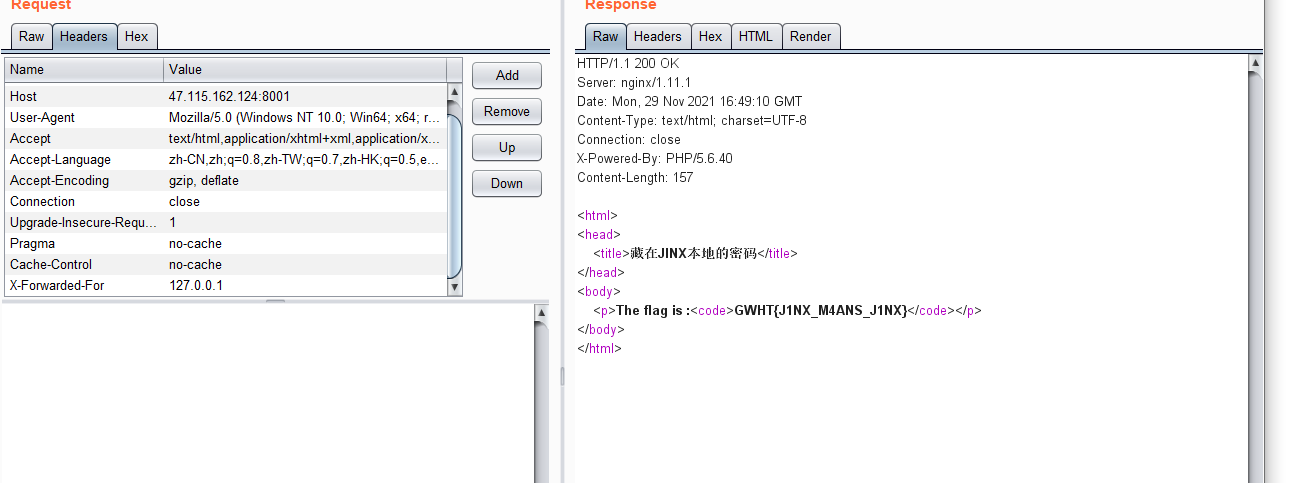 Request
Raw Headers Hex
Name Value
Host 47.115.162.124:8001
User-Agent Mozilla/5.0 (Windows NT 10.0; Win64; x64; r...
Accept text/html,application/xhtml+xml,application/x...
Accept-Language zh-CN,zh;q=0.8,zh-TW;q=0.7,zh-HK;q=0.5,e...
Accept-Encoding gzip, deflate
Connection close
Upgrade-Insecure-Requ... 1
Pragma no-cache
Cache-Control no-cache
X-Forwarded-For 127.0.0.1
Add
Remove
Up
Down
Response
Raw Headers Hex HTML Render
HTTP/1.1 200 OK
Server: nginx/1.11.1
Date: Mon, 29 Nov 2021 16:49:10 GMT
Content-Type: text/html; charset=UTF-8
Connection: close
X-Powered-By: PHP/5.6.40
Content-Length: 157
<html>
<head>
<title>藏在JINX本地的密码</title>
</head>
<body>
<p>The flag is :<code>GWHT{J1NX_M4ANS_J1NX}</code></p>
</body>
</html>